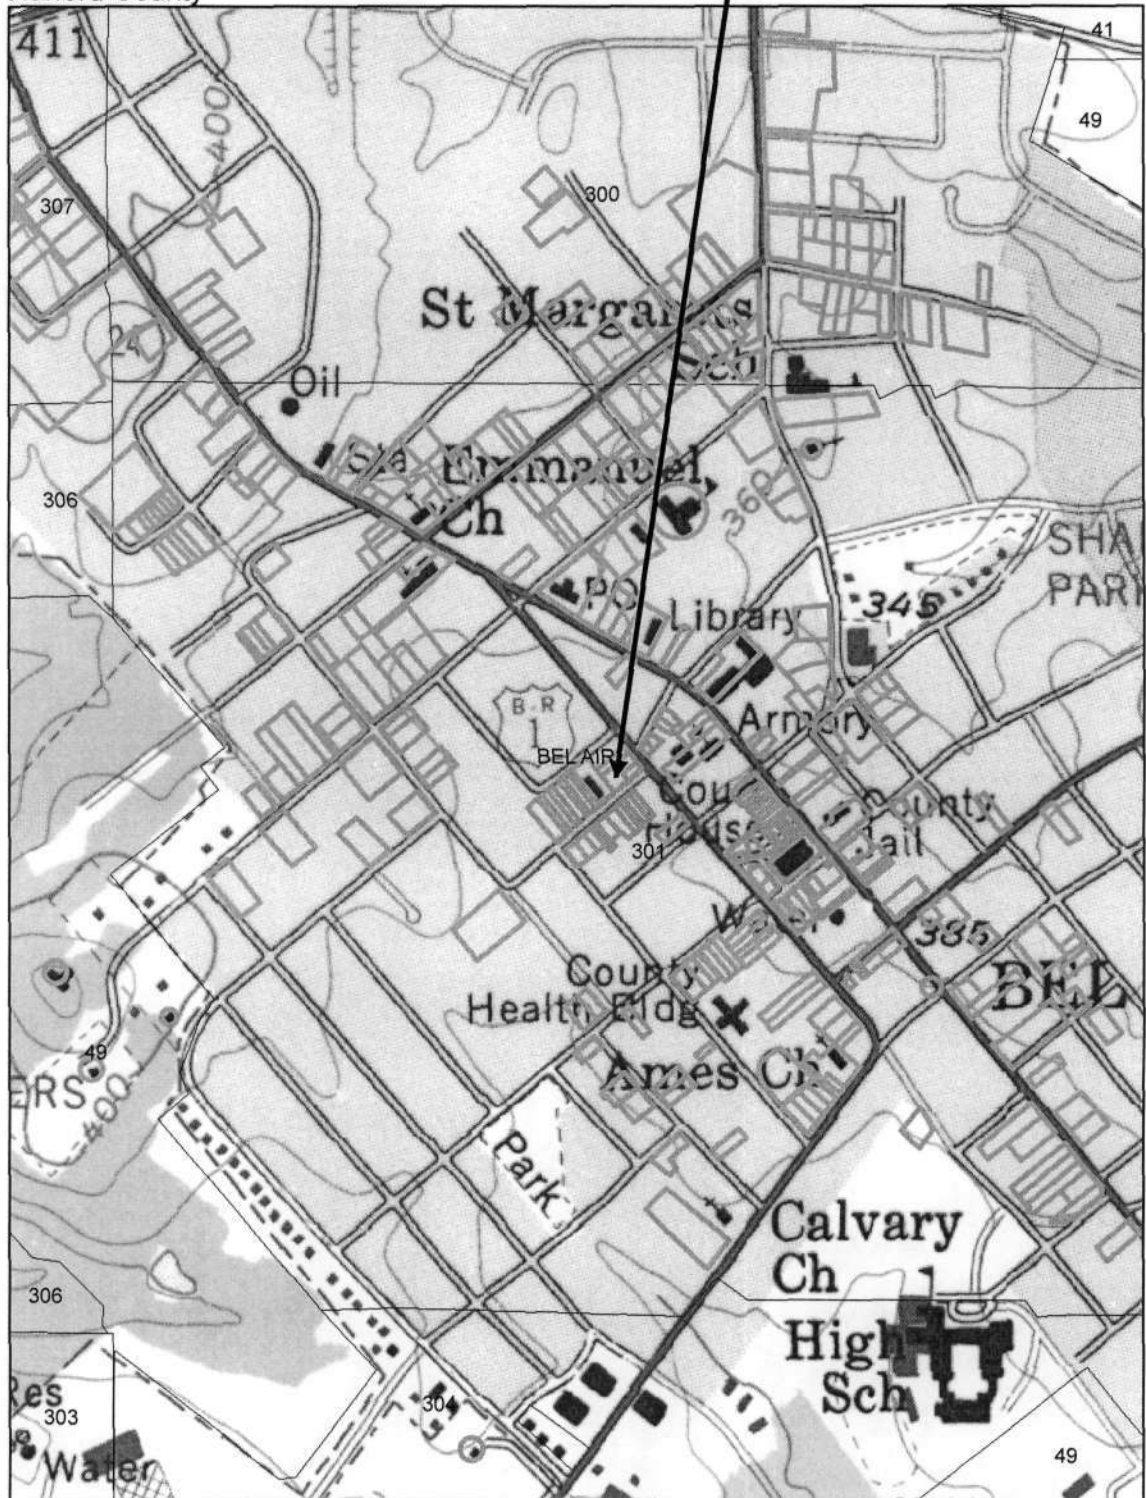 411
41
49
400
307
300
24
St Margarets
Sch
Oil
Sta
Emmanuel
Ch
306
360
SHA
PARK
PO
345
Library
B-R
1
Armory
BEL AIR
Court
House
County
Jail
301
Water
385
County
Health Bldg
BEL
49
ERS
400
Ames Ch
Park
Calvary
Ch
306
High
Sch
Res
303
304
Water
49